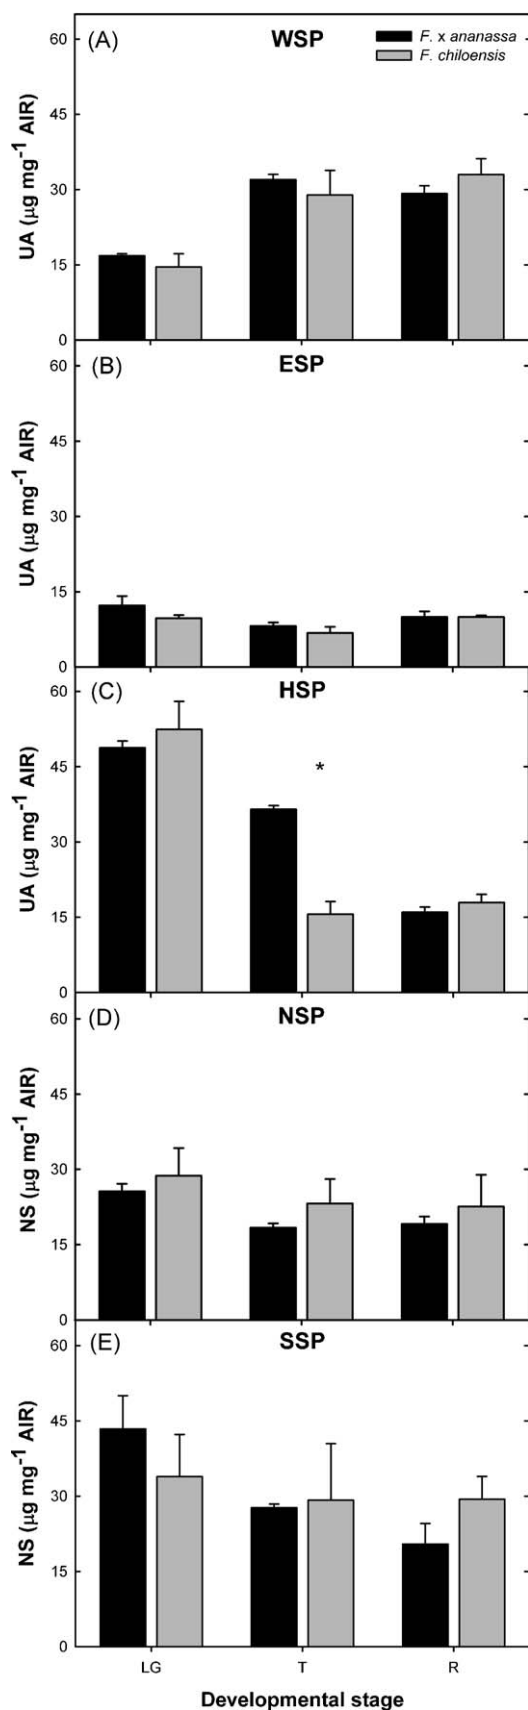 (A) WSP
F. x ananassa
F. chiloensis
60
45
30
15
0
UA (µg mg-1 AIR)
(B) ESP
60
45
30
15
0
UA (µg mg-1 AIR)
(C) HSP
60
45
30
15
0
UA (µg mg-1 AIR)
*
(D) NSP
60
45
30
15
0
NS (µg mg-1 AIR)
(E) SSP
60
45
30
15
0
NS (µg mg-1 AIR)
LG T R
Developmental stage